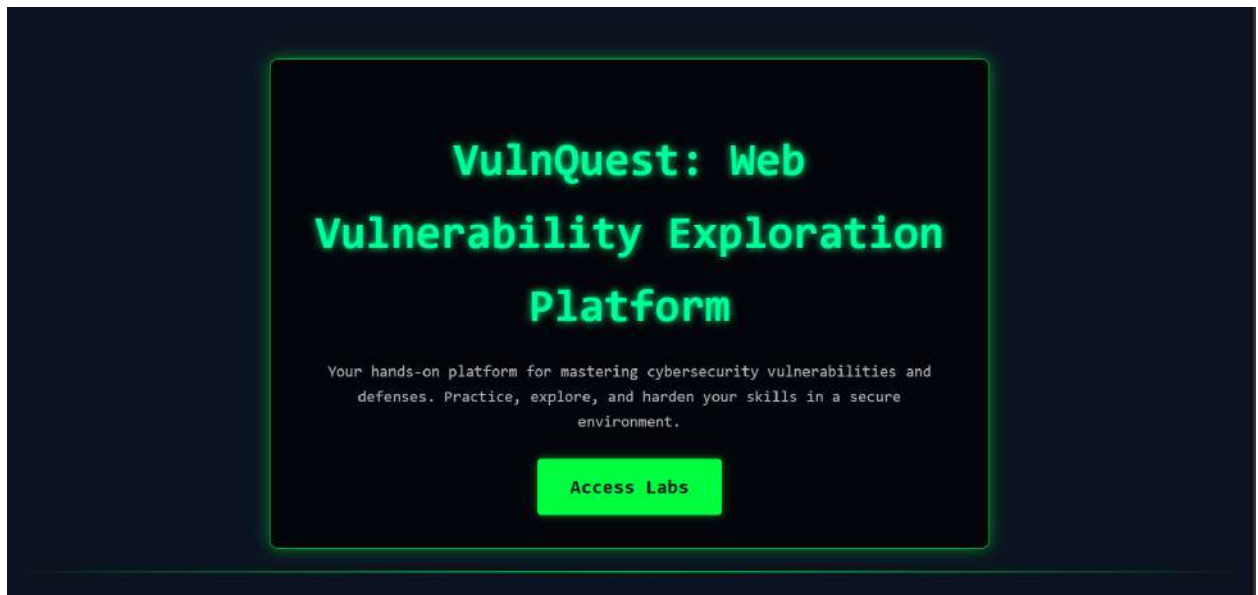 VulnQuest: Web
Vulnerability Exploration
Platform
Your hands-on platform for mastering cybersecurity vulnerabilities and
defenses. Practice, explore, and harden your skills in a secure
environment.
Access Labs